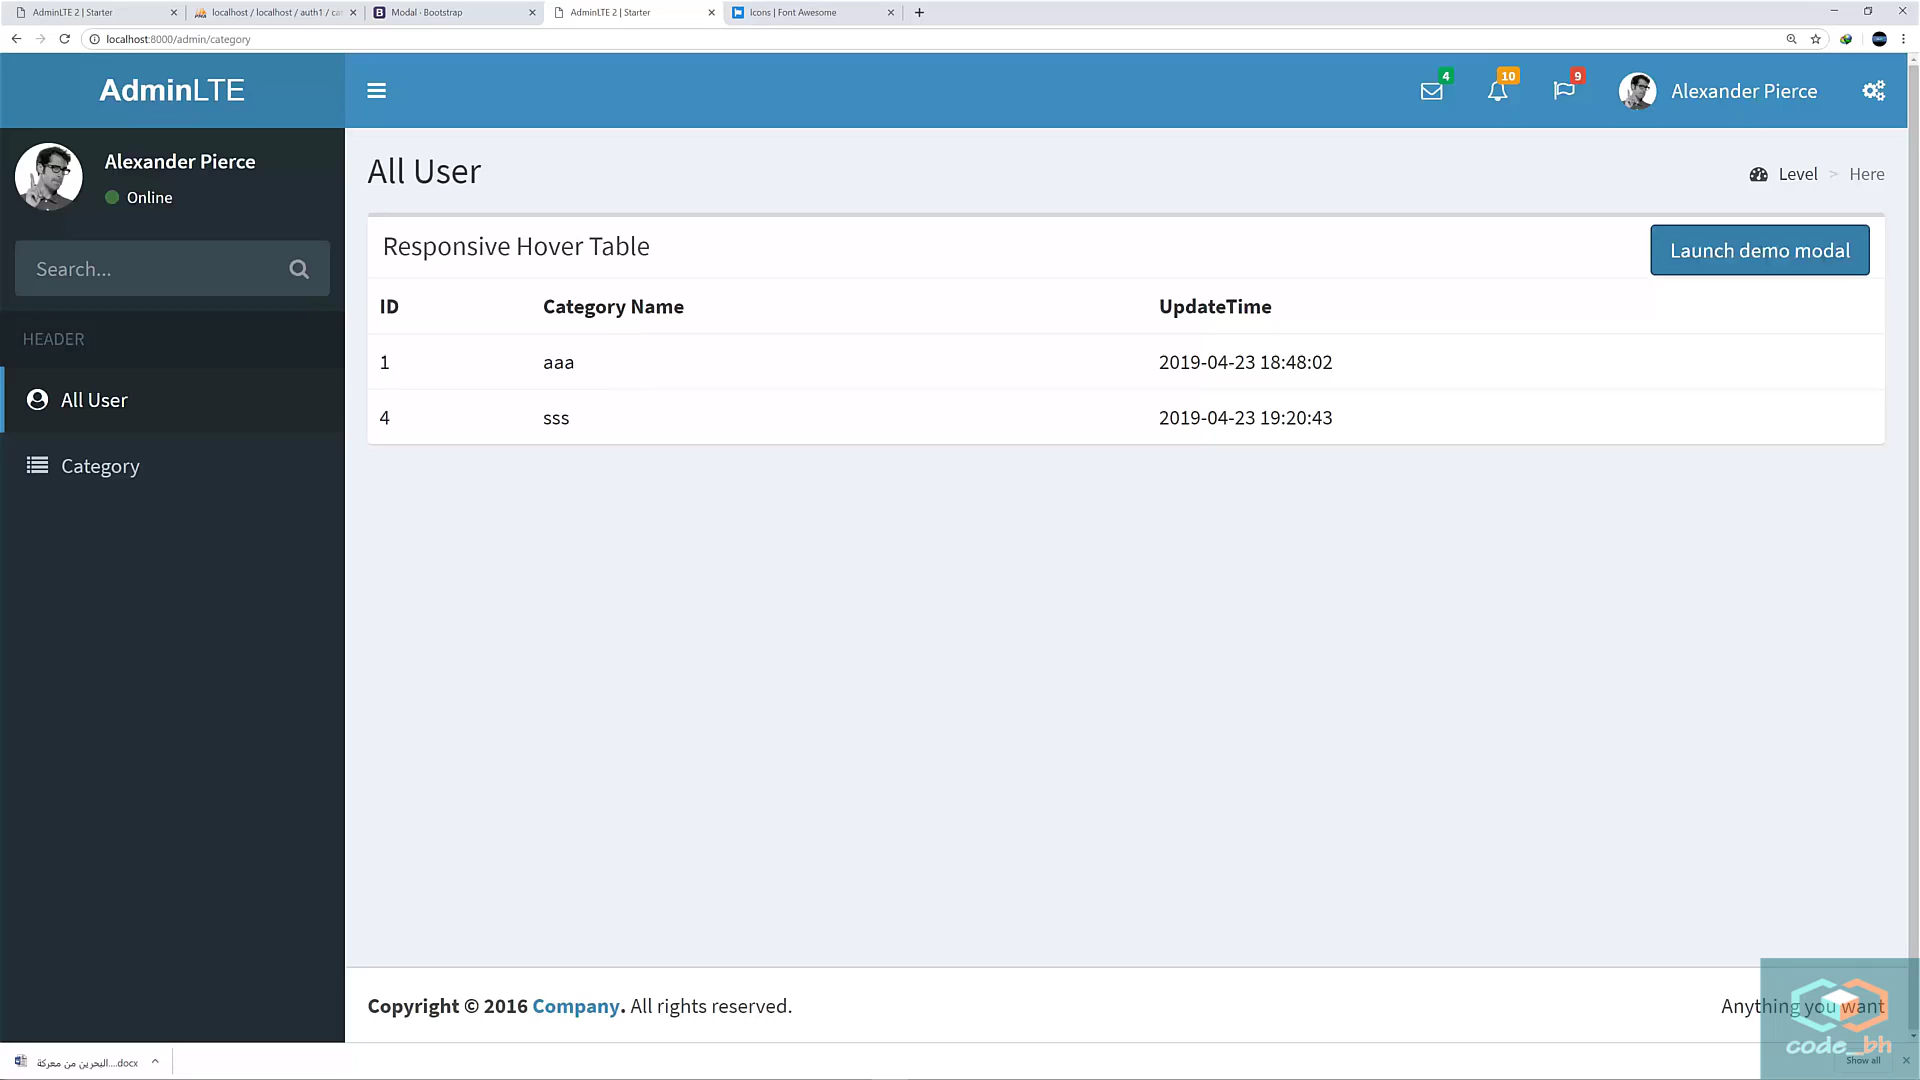 AdminLTE 2 | Starter
localhost / localhost / auth1 / ca
Modal · Bootstrap
AdminLTE 2 | Starter
Icons | Font Awesome
localhost:8000/admin/category
AdminLTE
4
10
9
Alexander Pierce
Alexander Pierce
Online
Search...
HEADER
All User
Category
All User
Level > Here
Responsive Hover Table
Launch demo modal
ID Category Name UpdateTime
1 aaa 2019-04-23 18:48:02
4 sss 2019-04-23 19:20:43
Copyright © 2016 Company. All rights reserved.
Anything you want
code_bh
البحرين من معركة....docx
Show all